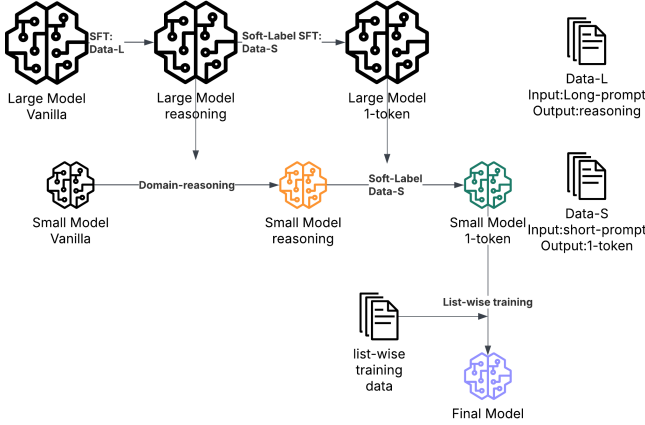 SFT:
Data-L
Soft-Label SFT:
Data-S
Large Model
Vanilla
Large Model
reasoning
Large Model
1-token
Data-L
Input:Long-prompt
Output:reasoning
Domain-reasoning
Soft-Label
Data-S
Small Model
Vanilla
Small Model
reasoning
Small Model
1-token
Data-S
Input:short-prompt
Output:1-token
List-wise training
list-wise
training
data
Final Model